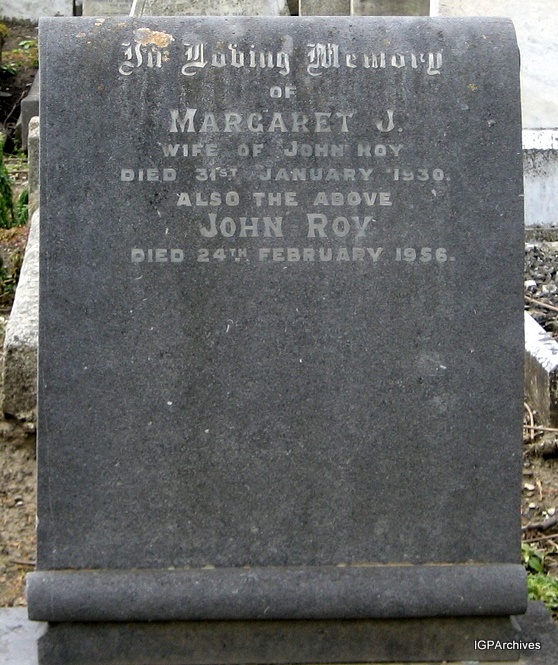 In Loving Memory
OF
MARGARET J.
WIFE OF JOHN ROY
DIED 31ST JANUARY 1930.
ALSO THE ABOVE
JOHN ROY
DIED 24TH FEBRUARY 1956.
IGPArchives